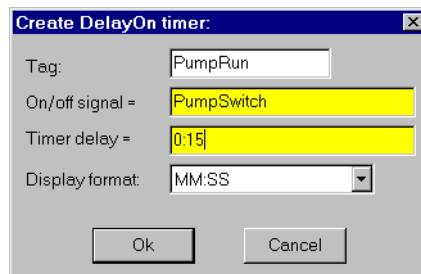 Create DelayOn timer:
Tag: PumpRun
On/off signal = PumpSwitch
Timer delay = 0:15
Display format: MM:SS
Ok Cancel